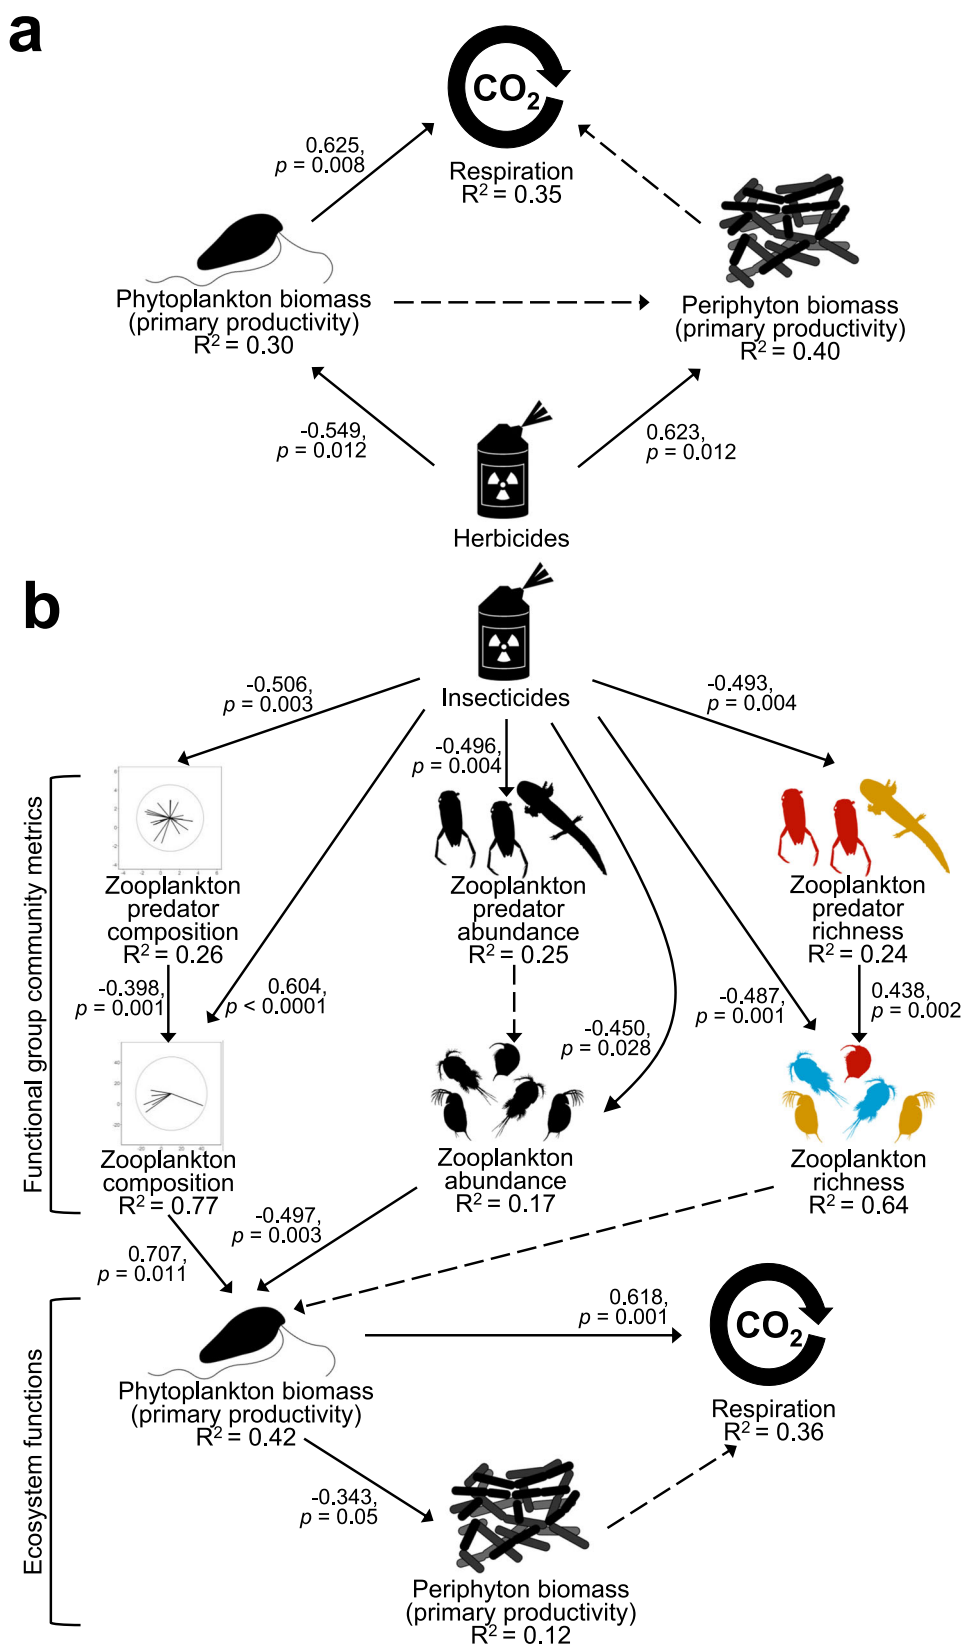 a
CO₂
0.625,
p = 0.008
Respiration
R² = 0.35
Phytoplankton biomass
(primary productivity)
R² = 0.30
Periphyton biomass
(primary productivity)
R² = 0.40
-0.549,
p = 0.012
0.623,
p = 0.012
Herbicides
b
Insecticides
-0.506,
p = 0.003
-0.496,
p = 0.004
-0.493,
p = 0.004
Functional group community metrics
Zooplankton
predator
composition
R² = 0.26
Zooplankton
predator
abundance
R² = 0.25
Zooplankton
predator
richness
R² = 0.24
-0.398,
p = 0.001
0.604,
p < 0.0001
-0.450,
p = 0.028
-0.487,
p = 0.001
0.438,
p = 0.002
Zooplankton
composition
R² = 0.77
Zooplankton
abundance
R² = 0.17
Zooplankton
richness
R² = 0.64
0.707,
p = 0.011
-0.497,
p = 0.003
Ecosystem functions
0.618,
p = 0.001
CO₂
Phytoplankton biomass
(primary productivity)
R² = 0.42
Respiration
R² = 0.36
-0.343,
p = 0.05
Periphyton biomass
(primary productivity)
R² = 0.12